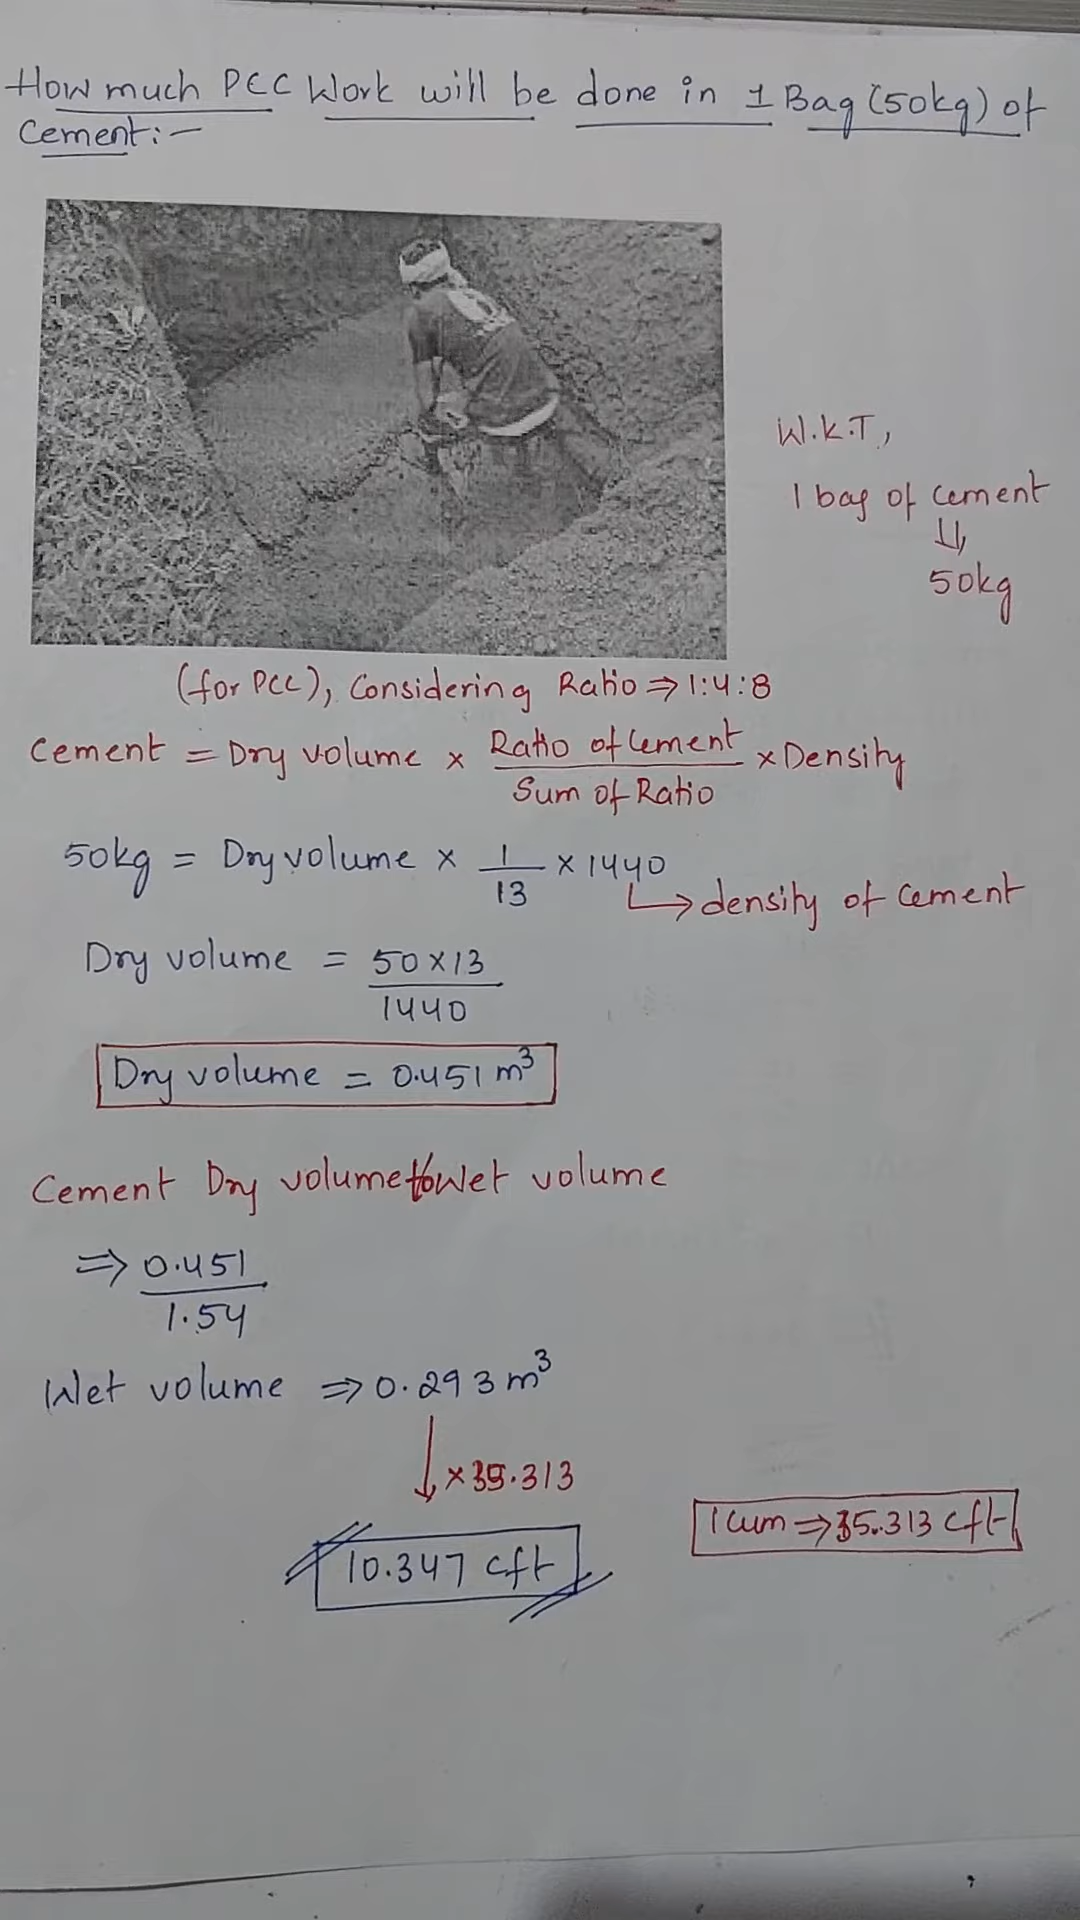 How much PCC Work will be done in 1 Bag (50kg) of
Cement:-
W.K.T,
1 bag of cement
⇓
50kg
(for PCC), Considering Ratio ⇒ 1:4:8
Cement = Dry volume × Ratio of Cement / Sum of Ratio × Density
50kg = Dry volume × 1/13 × 1440
↳ density of cement
Dry volume = 50×13 / 1440
Dry volume = 0.451 m³
Cement Dry volume to Wet volume
⇒ 0.451 / 1.54
Wet volume ⇒ 0.293 m³
↓ ×35.313
1 cum ⇒ 35.313 cft
10.347 cft